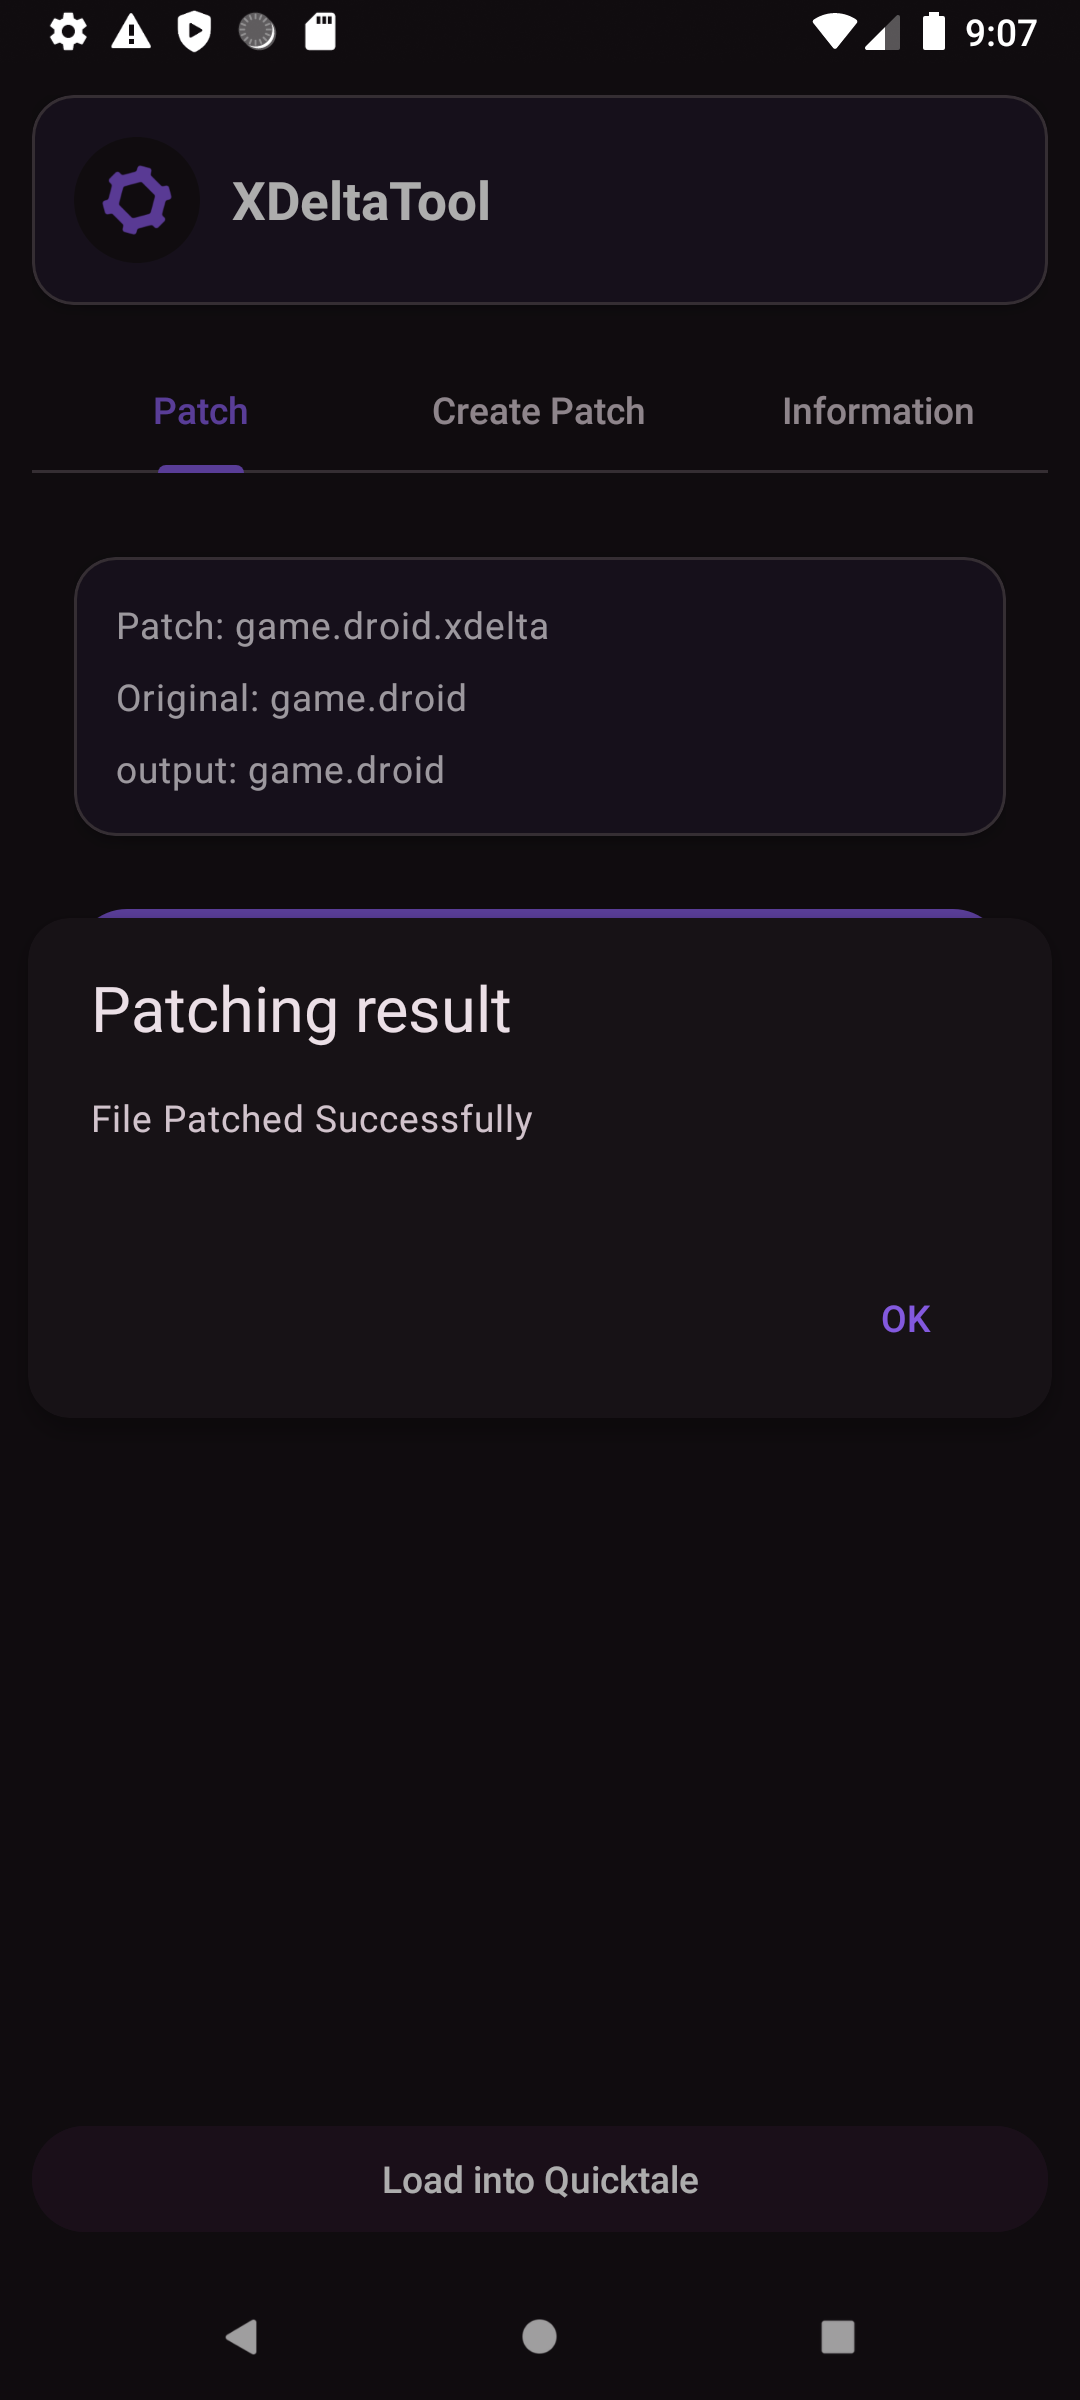 9:07
XDeltaTool
Patch
Create Patch
Information
Patch: game.droid.xdelta
Original: game.droid
output: game.droid
Patching result
File Patched Successfully
OK
Load into Quicktale